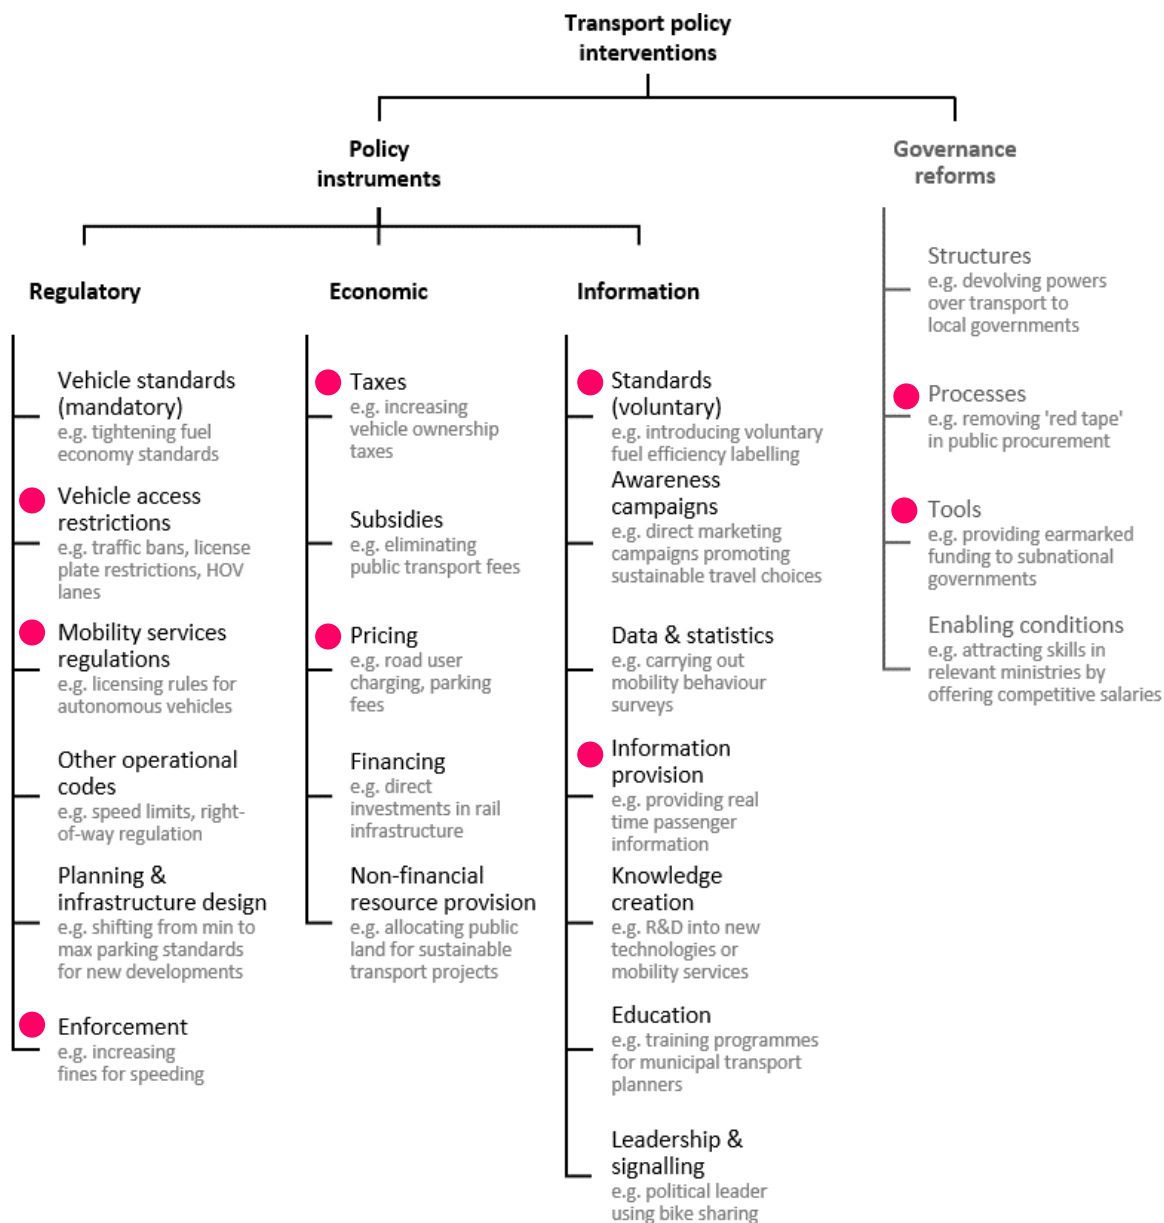 Transport policy
interventions
Policy
instruments
Governance
reforms
Regulatory
Vehicle standards
(mandatory)
e.g. tightening fuel
economy standards
Vehicle access
restrictions
e.g. traffic bans, license
plate restrictions, HOV
lanes
Mobility services
regulations
e.g. licensing rules for
autonomous vehicles
Other operational
codes
e.g. speed limits, right-
of-way regulation
Planning &
infrastructure design
e.g. shifting from min to
max parking standards
for new developments
Enforcement
e.g. increasing
fines for speeding
Economic
Taxes
e.g. increasing
vehicle ownership
taxes
Subsidies
e.g. eliminating
public transport fees
Pricing
e.g. road user
charging, parking
fees
Financing
e.g. direct
investments in rail
infrastructure
Non-financial
resource provision
e.g. allocating public
land for sustainable
transport projects
Information
Standards
(voluntary)
e.g. introducing voluntary
fuel efficiency labelling
Awareness
campaigns
e.g. direct marketing
campaigns promoting
sustainable travel choices
Data & statistics
e.g. carrying out
mobility behaviour
surveys
Information
provision
e.g. providing real
time passenger
information
Knowledge
creation
e.g. R&D into new
technologies or
mobility services
Education
e.g. training programmes
for municipal transport
planners
Leadership &
signalling
e.g. political leader
using bike sharing
Structures
e.g. devolving powers
over transport to
local governments
Processes
e.g. removing 'red tape'
in public procurement
Tools
e.g. providing earmarked
funding to subnational
governments
Enabling conditions
e.g. attracting skills in
relevant ministries by
offering competitive salaries